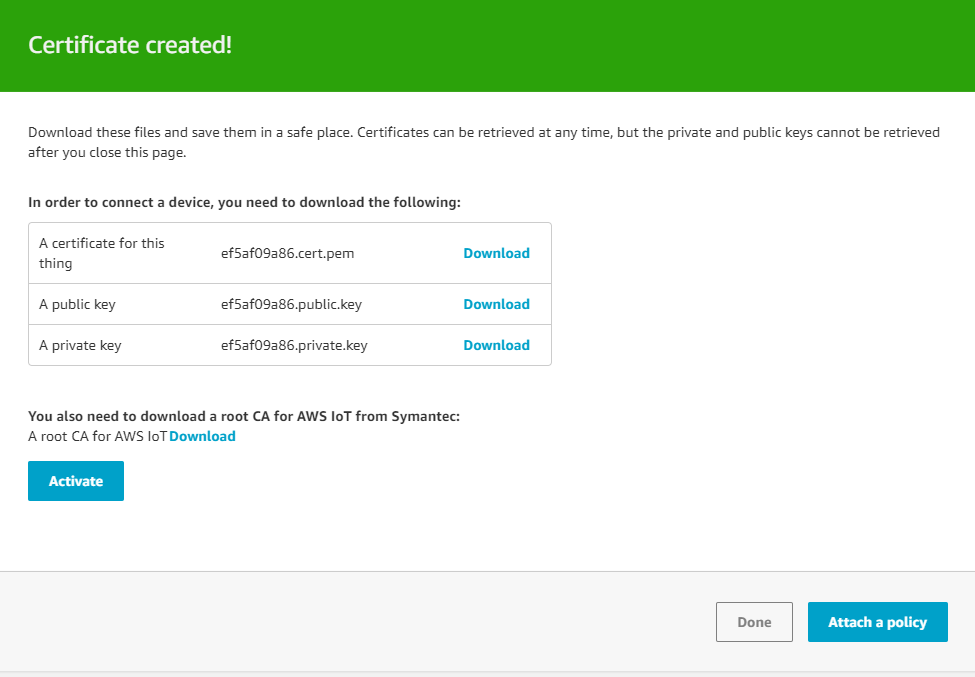 Certificate created!
Download these files and save them in a safe place. Certificates can be retrieved at any time, but the private and public keys cannot be retrieved
after you close this page.
In order to connect a device, you need to download the following:
A certificate for this
thing
ef5af09a86.cert.pem
Download
A public key
ef5af09a86.public.key
Download
A private key
ef5af09a86.private.key
Download
You also need to download a root CA for AWS IoT from Symantec:
A root CA for AWS IoT Download
Activate
Done
Attach a policy